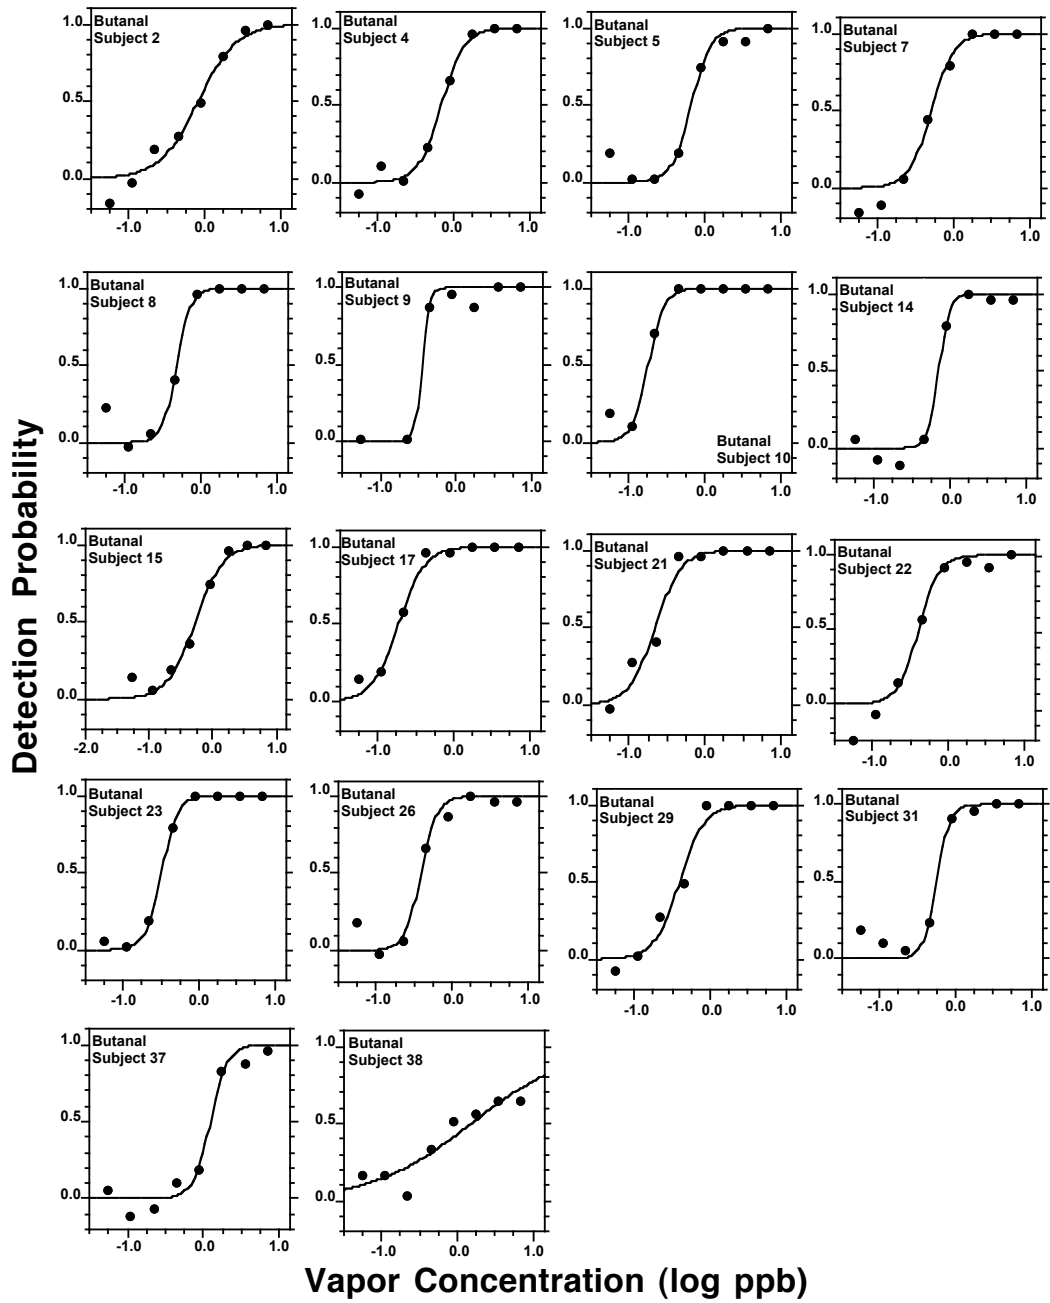 Butanal
Subject 2
1.0
0.5
0.0
-1.0 0.0 1.0
Butanal
Subject 4
1.0
0.5
0.0
-1.0 0.0 1.0
Butanal
Subject 5
1.0
0.5
0.0
-1.0 0.0 1.0
Butanal
Subject 7
1.0
0.5
0.0
-1.0 0.0 1.0
Butanal
Subject 8
1.0
0.5
0.0
-1.0 0.0 1.0
Butanal
Subject 9
1.0
0.5
0.0
-1.0 0.0 1.0
1.0
0.5
0.0
Butanal
Subject 10
-1.0 0.0 1.0
Butanal
Subject 14
1.0
0.5
0.0
-1.0 0.0 1.0
Butanal
Subject 15
1.0
0.5
0.0
-2.0 -1.0 0.0 1.0
Butanal
Subject 17
1.0
0.5
0.0
-1.0 0.0 1.0
Butanal
Subject 21
1.0
0.5
0.0
-1.0 0.0 1.0
Butanal
Subject 22
1.0
0.5
0.0
-1.0 0.0 1.0
Butanal
Subject 23
1.0
0.5
0.0
-1.0 0.0 1.0
Butanal
Subject 26
1.0
0.5
0.0
-1.0 0.0 1.0
Butanal
Subject 29
1.0
0.5
0.0
-1.0 0.0 1.0
Butanal
Subject 31
1.0
0.5
0.0
-1.0 0.0 1.0
Butanal
Subject 37
1.0
0.5
0.0
-1.0 0.0 1.0
Butanal
Subject 38
1.0
0.5
0.0
-1.0 0.0 1.0
Detection Probability
Vapor Concentration (log ppb)